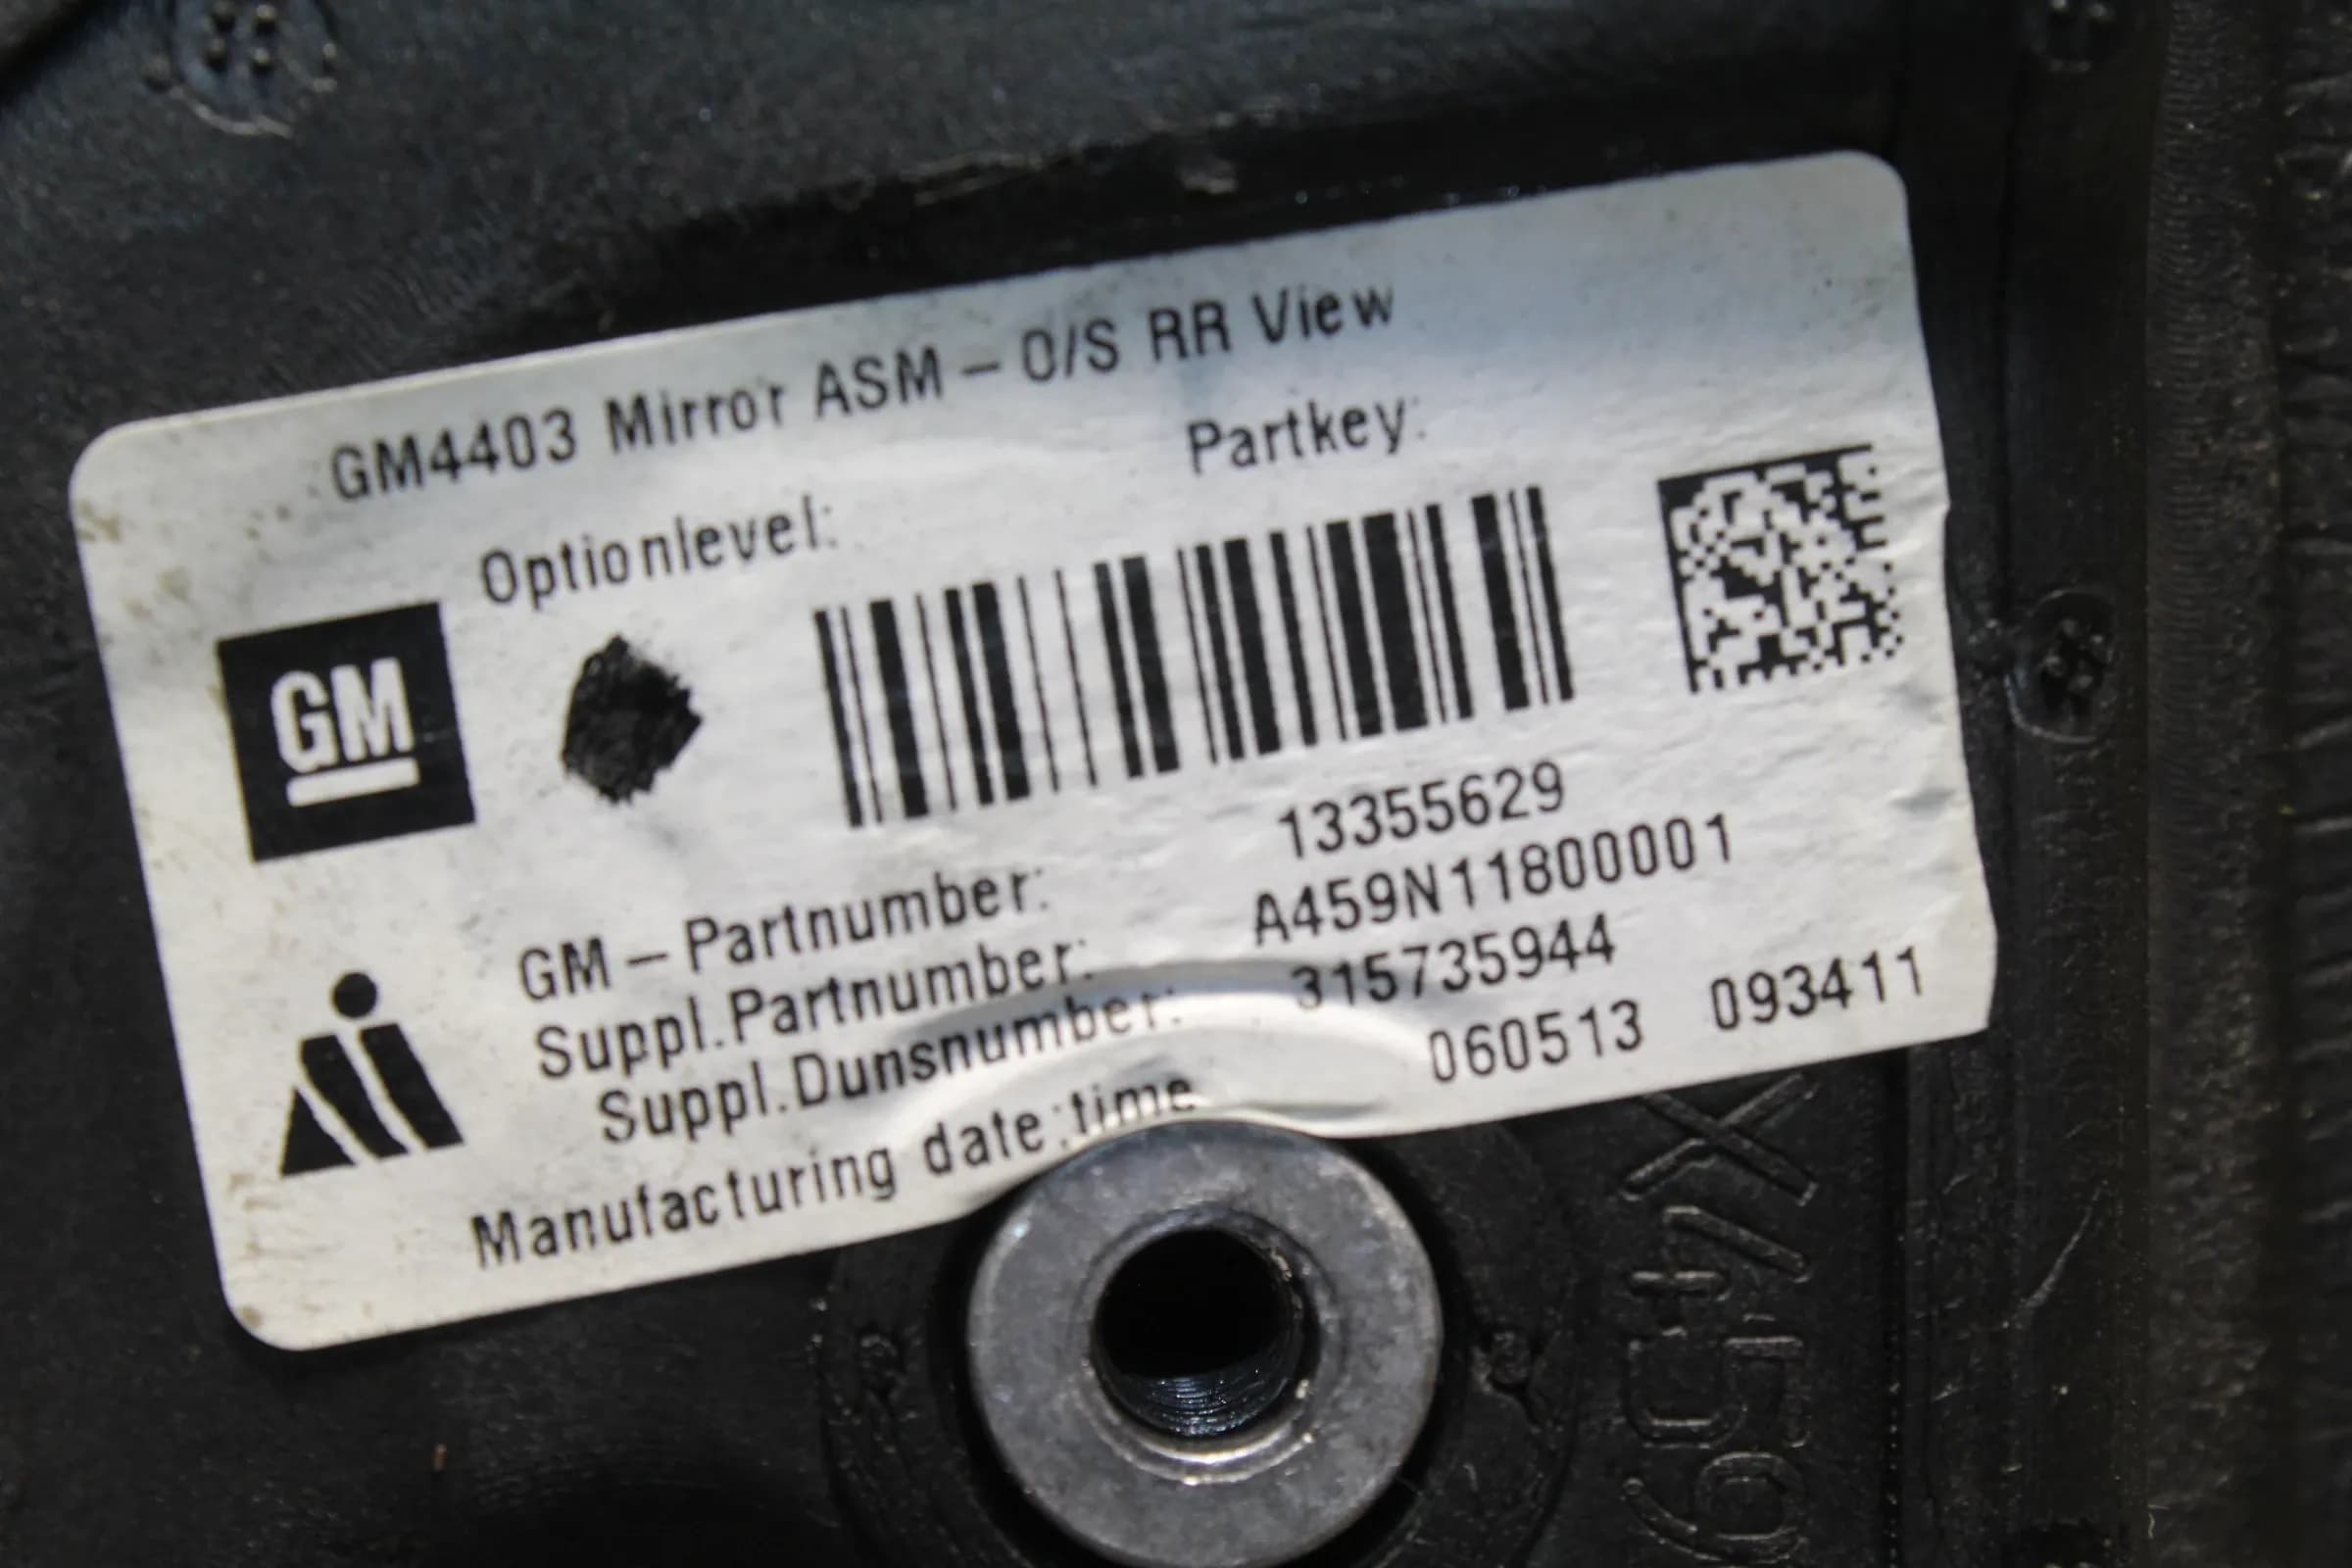 GM4403 Mirror ASM – O/S RR View
Optionlevel: Partkey:
GM
GM – Partnumber: 13355629
Suppl.Partnumber: A459N11800001
Suppl.Dunsnumber: 315735944
Manufacturing date:time 060513 093411
X459